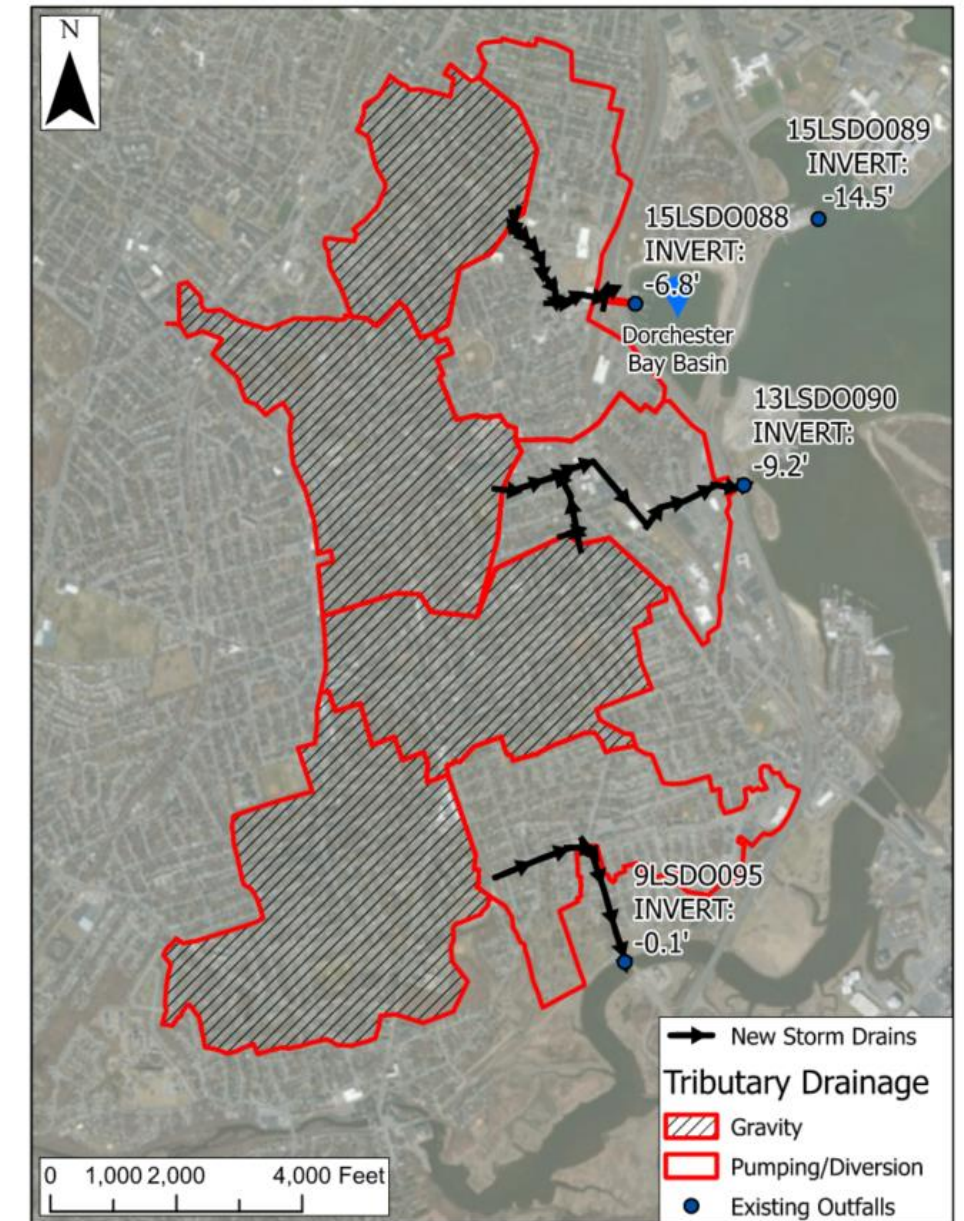 N
15LSDO089
INVERT:
-14.5'
15LSDO088
INVERT:
-6.8'
Dorchester
Bay Basin
13LSDO090
INVERT:
-9.2'
9LSDO095
INVERT:
-0.1'
New Storm Drains
Tributary Drainage
Gravity
Pumping/Diversion
Existing Outfalls
0 1,000 2,000 4,000 Feet